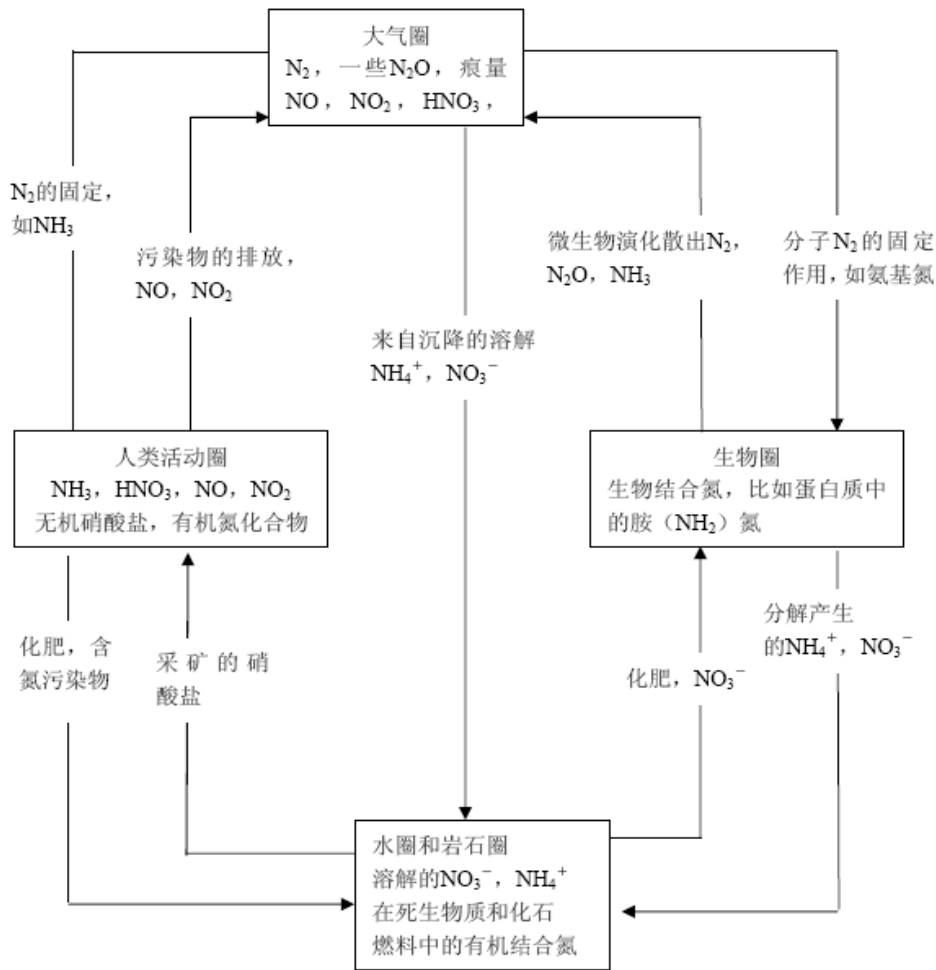 大气圈
N₂，一些N₂O，痕量
NO，NO₂，HNO₃，
N₂的固定，
如NH₃
污染物的排放，
NO，NO₂
微生物演化散出N₂，
N₂O，NH₃
分子N₂的固定
作用，如氨基氮
来自沉降的溶解
NH₄⁺，NO₃⁻
人类活动圈
NH₃，HNO₃，NO，NO₂
无机硝酸盐，有机氮化合物
生物圈
生物结合氮，比如蛋白质中
的胺（NH₂）氮
化肥，含
氮污染物
采矿的硝
酸盐
化肥，NO₃⁻
分解产生
的NH₄⁺，NO₃⁻
水圈和岩石圈
溶解的NO₃⁻，NH₄⁺
在死生物质和化石
燃料中的有机结合氮